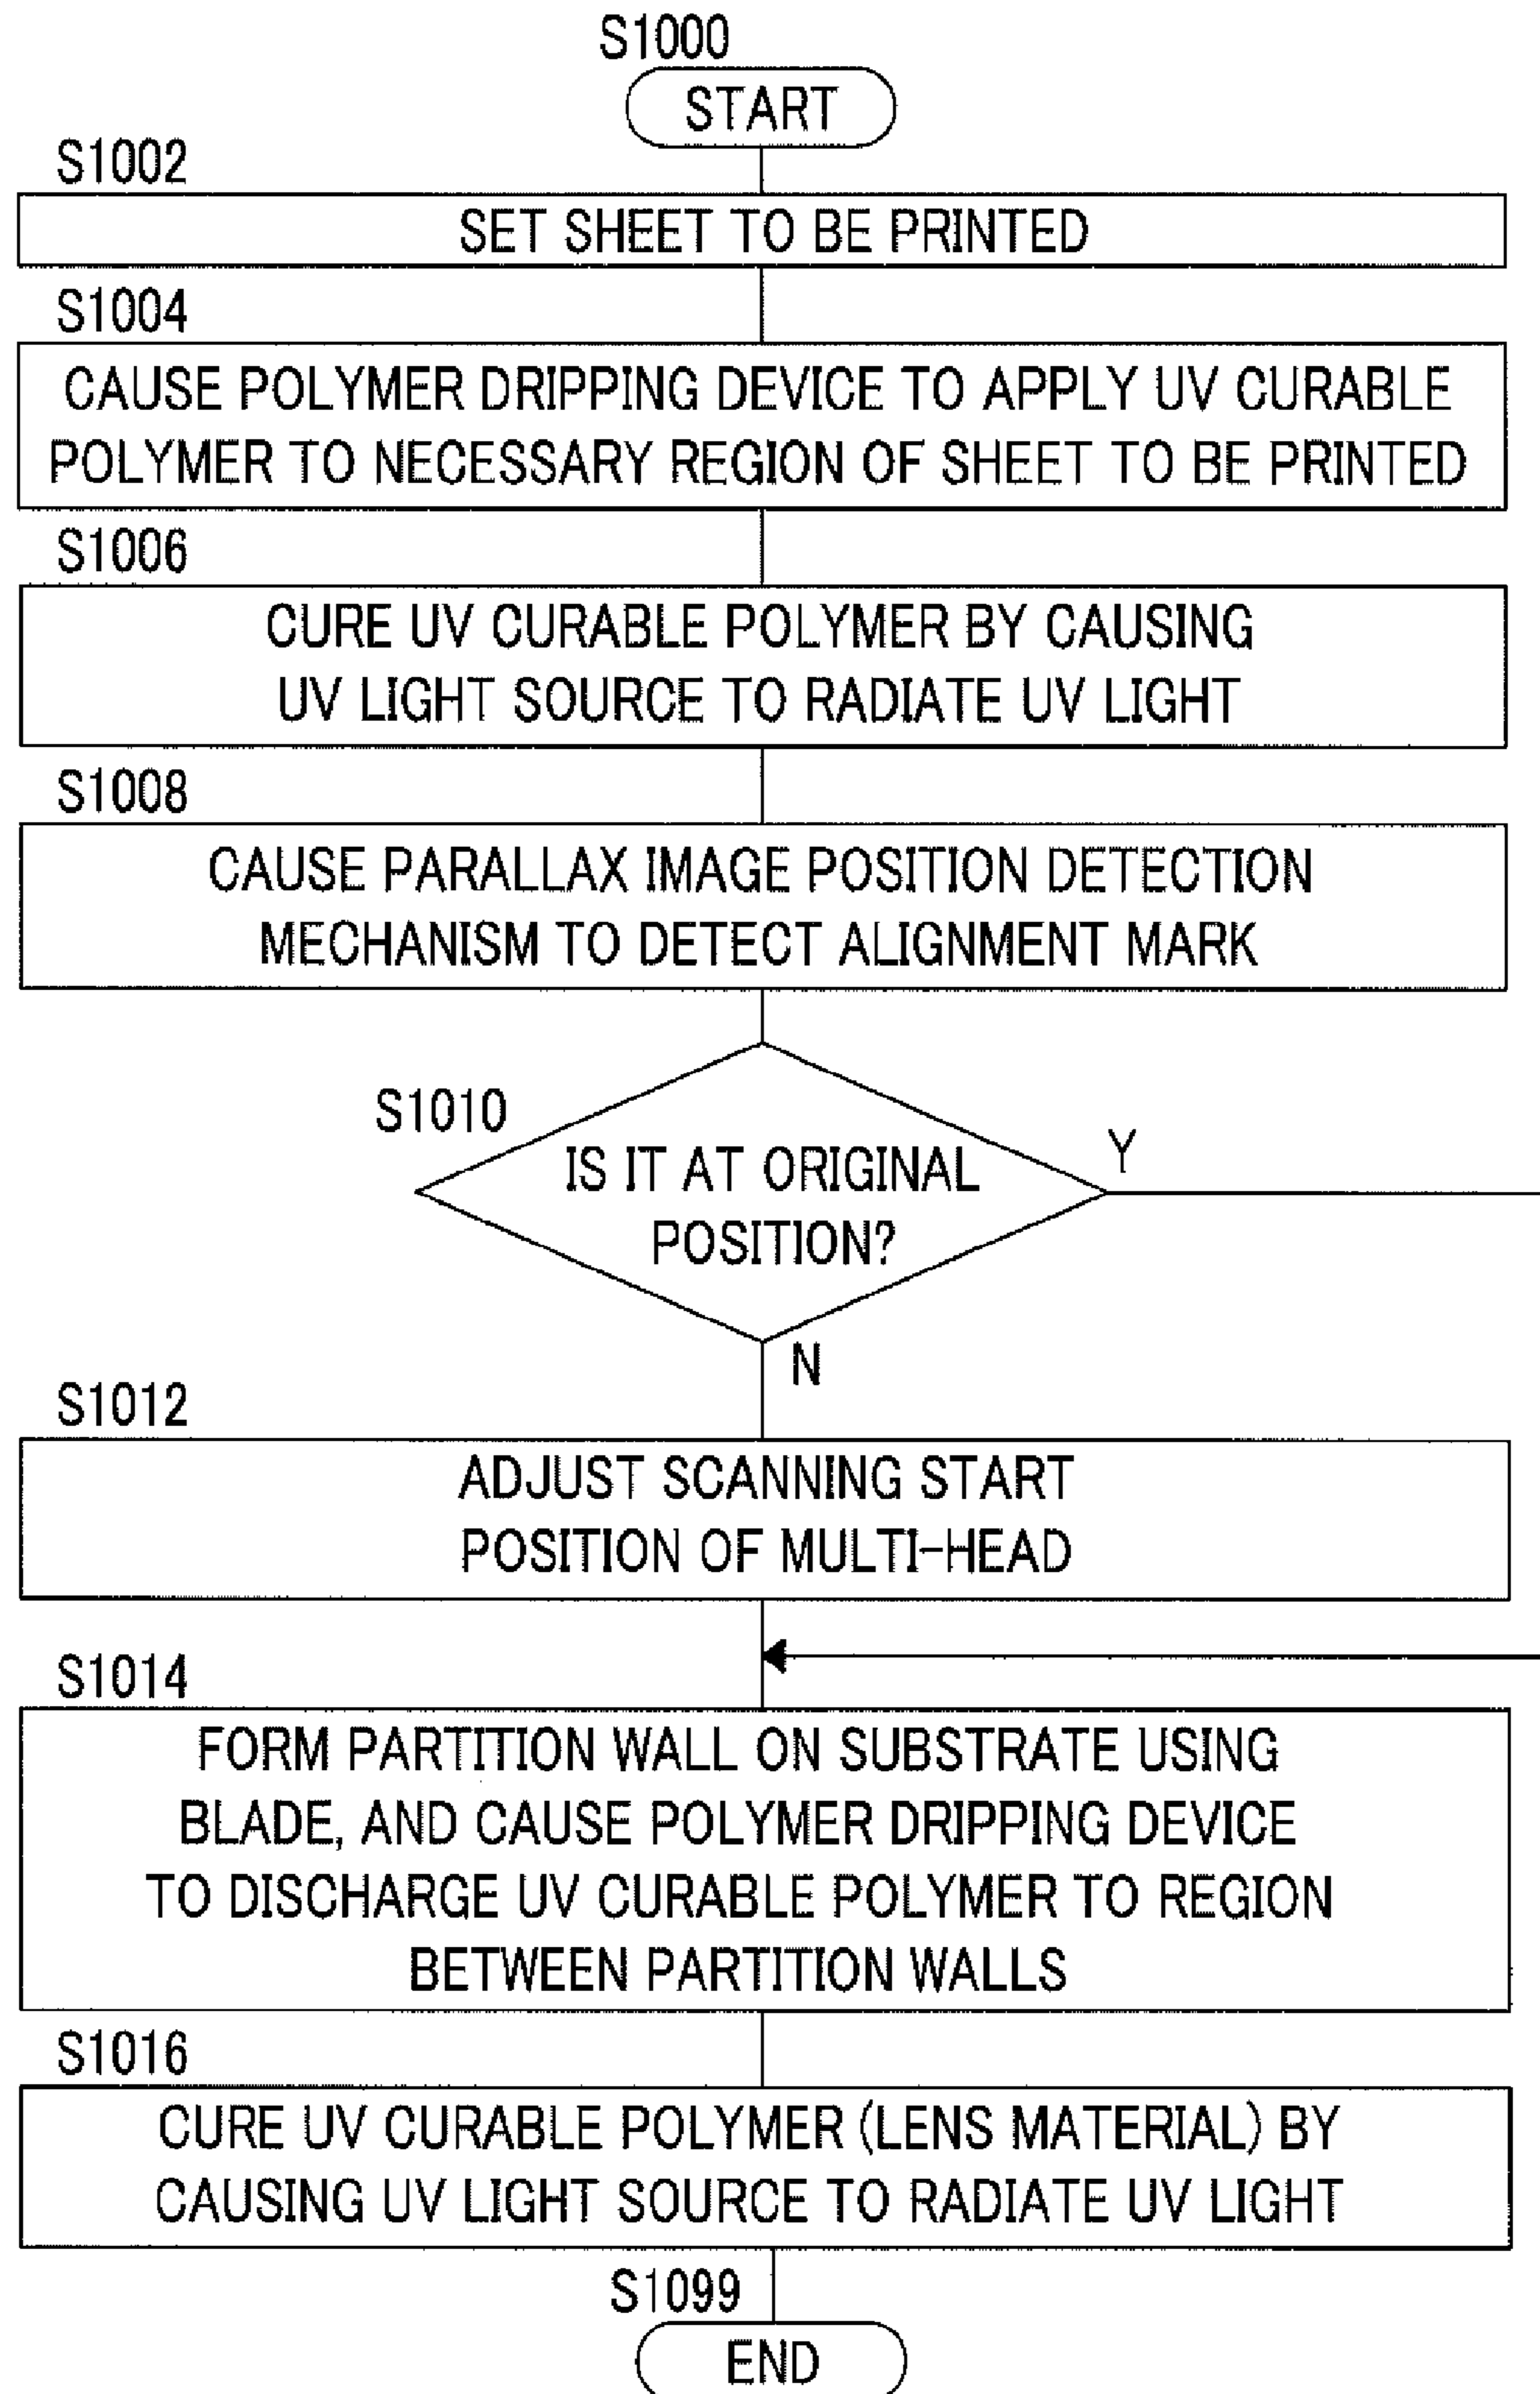 S1000
START
S1002
SET SHEET TO BE PRINTED
S1004
CAUSE POLYMER DRIPPING DEVICE TO APPLY UV CURABLE
POLYMER TO NECESSARY REGION OF SHEET TO BE PRINTED
S1006
CURE UV CURABLE POLYMER BY CAUSING
UV LIGHT SOURCE TO RADIATE UV LIGHT
S1008
CAUSE PARALLAX IMAGE POSITION DETECTION
MECHANISM TO DETECT ALIGNMENT MARK
S1010
IS IT AT ORIGINAL
POSITION?
Y
N
S1012
ADJUST SCANNING START
POSITION OF MULTI-HEAD
S1014
FORM PARTITION WALL ON SUBSTRATE USING
BLADE, AND CAUSE POLYMER DRIPPING DEVICE
TO DISCHARGE UV CURABLE POLYMER TO REGION
BETWEEN PARTITION WALLS
S1016
CURE UV CURABLE POLYMER (LENS MATERIAL) BY
CAUSING UV LIGHT SOURCE TO RADIATE UV LIGHT
S1099
END